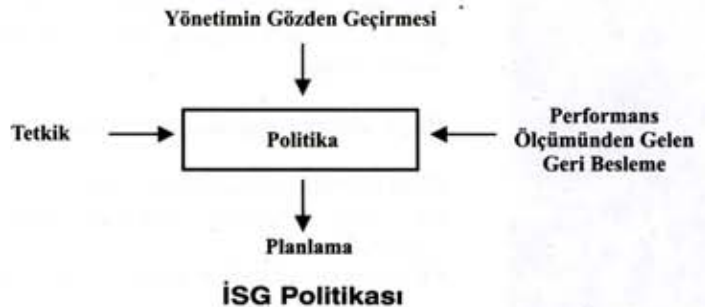 Yönetimin Gözden Geçirmesi
Tetkik
Politika
Performans
Ölçümünden Gelen
Geri Besleme
Planlama
İSG Politikası